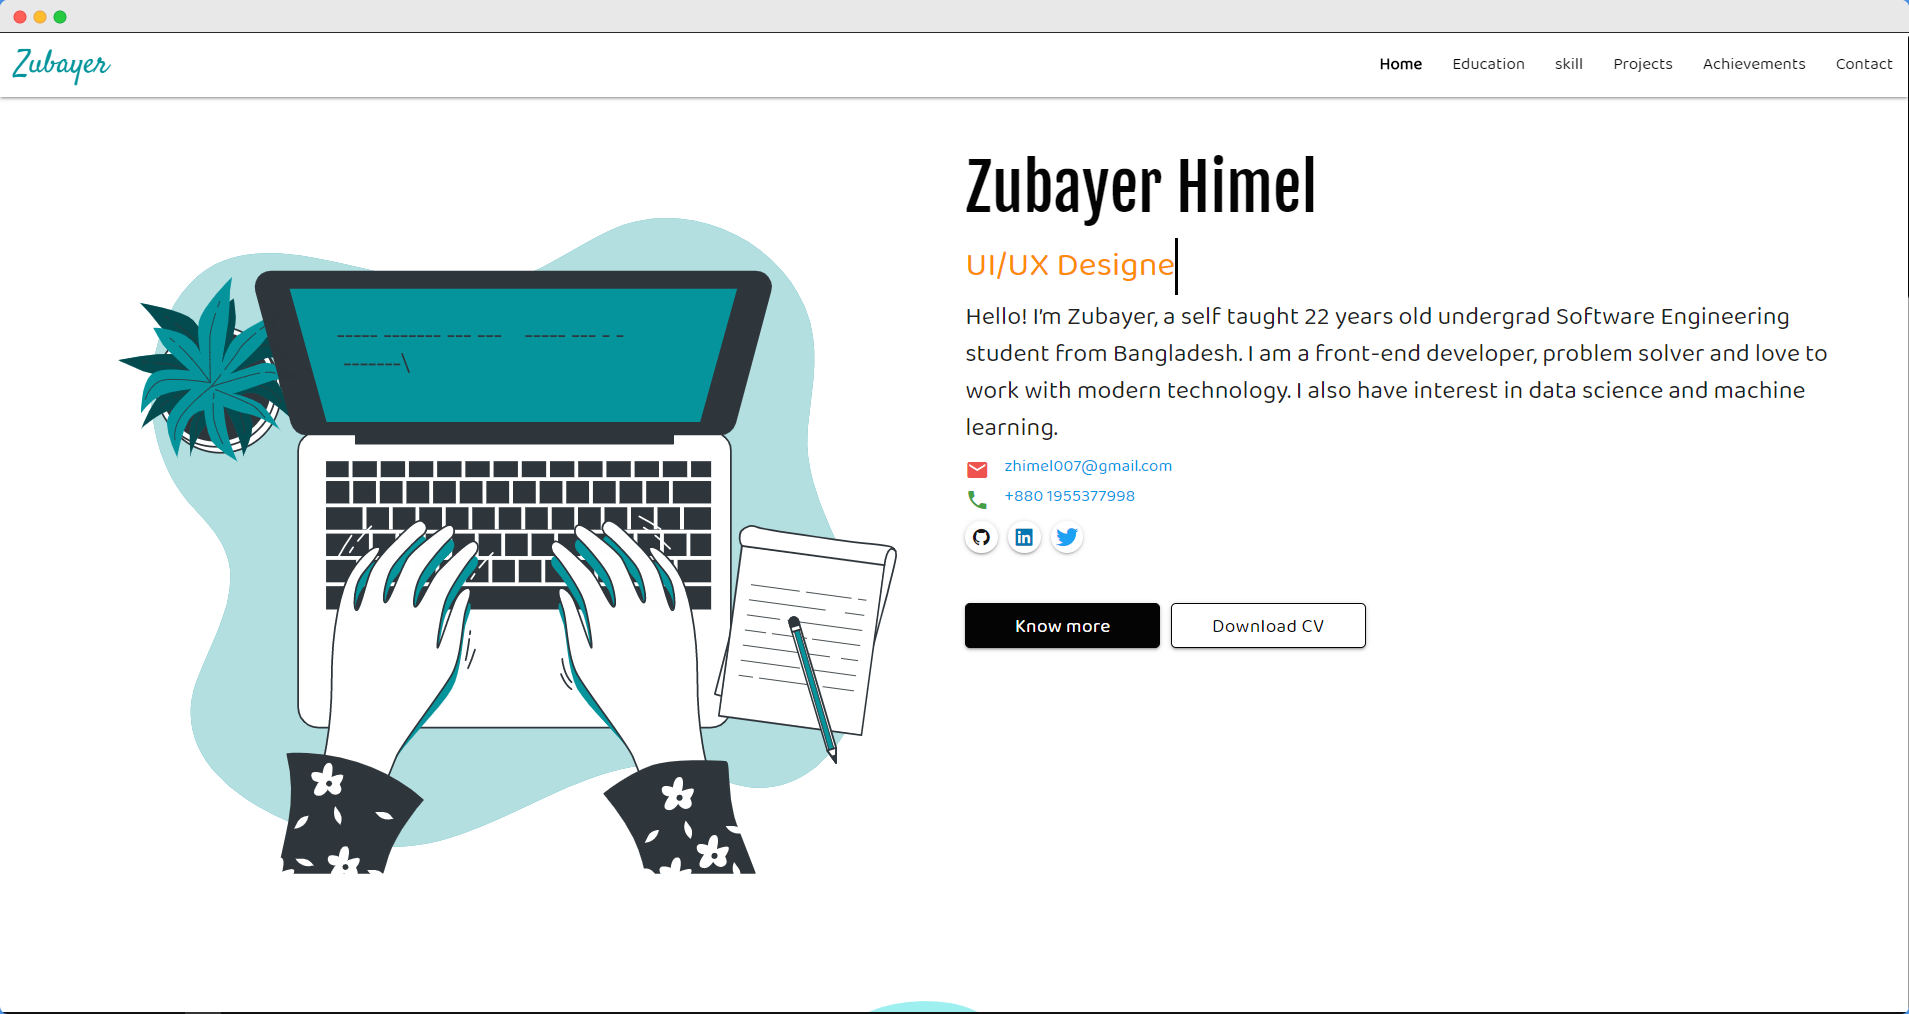 Zubayer
Home Education skill Projects Achievements Contact
Zubayer Himel
UI/UX Designe
Hello! I'm Zubayer, a self taught 22 years old undergrad Software Engineering
student from Bangladesh. I am a front-end developer, problem solver and love to
work with modern technology. I also have interest in data science and machine
learning.
zhimel007@gmail.com
+880 1955377998
Know more Download CV